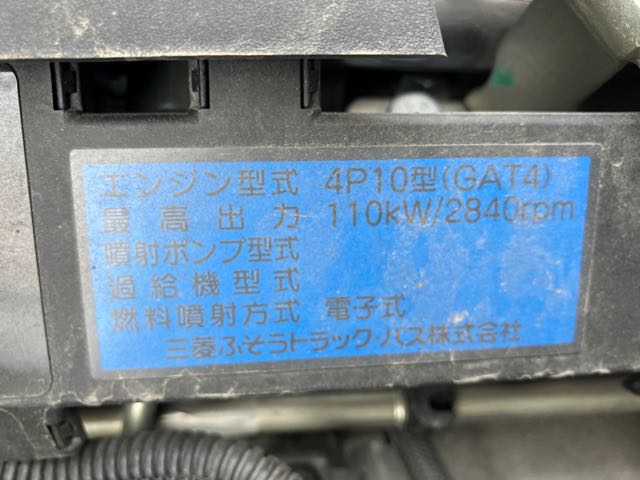 エンジン型式 4P10型(GAT4)
最高出力 110kW/2840rpm
噴射ポンプ型式
過給機型式
燃料噴射方式 電子式
三菱ふそうトラック・バス株式会社